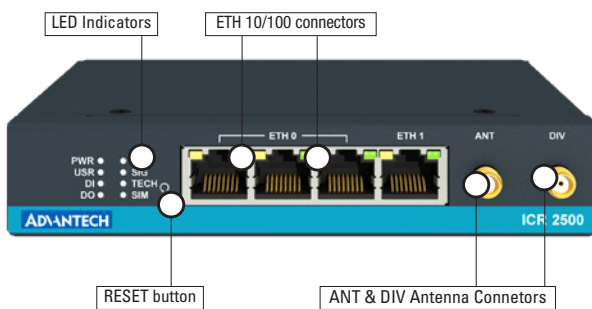 LED Indicators
ETH 10/100 connectors
ETH 0
ETH 1
ANT
DIV
PWR
USR
SIG
DI
TECH
DO
SIM
ADVANTECH
ICR 2500
RESET button
ANT & DIV Antenna Connetors